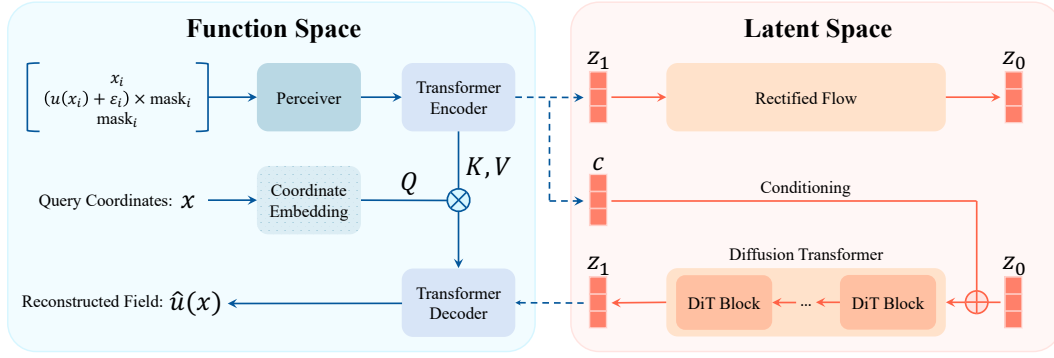 Function Space
Latent Space
x_i
(u(x_i) + ε_i) × mask_i
mask_i
Perceiver
Transformer
Encoder
z_1
Rectified Flow
z_0
K, V
Query Coordinates: x
Coordinate
Embedding
Q
c
Conditioning
Reconstructed Field: û(x)
Transformer
Decoder
z_1
Diffusion Transformer
DiT Block
...
DiT Block
z_0